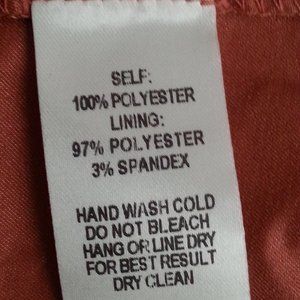 SELF:
100% POLYESTER
LINING:
97% POLYESTER
3% SPANDEX
HAND WASH COLD
DO NOT BLEACH
HANG OR LINE DRY
FOR BEST RESULT
DRY CLEAN